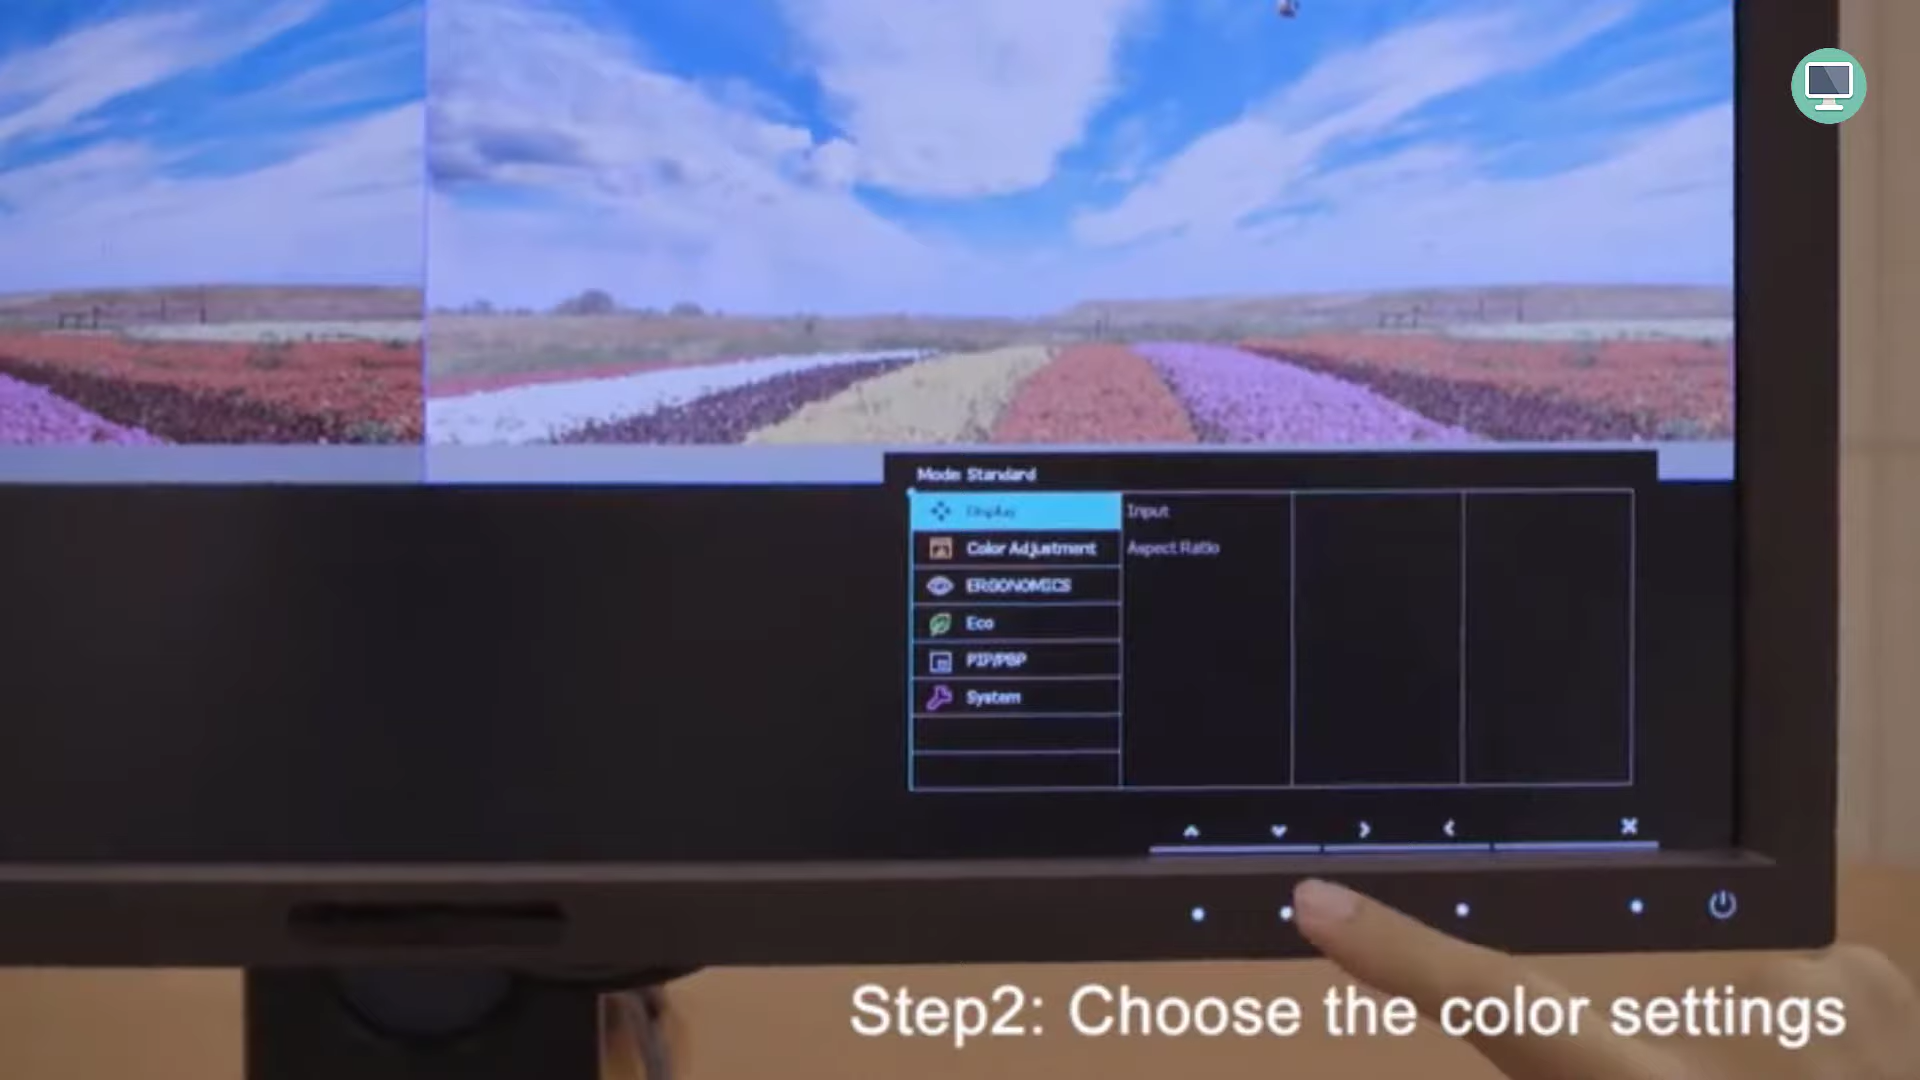 Mode: Standard
Display
Input
Color Adjustment
Aspect Ratio
ERGONOMICS
Eco
PIP/PBP
System
Step2: Choose the color settings